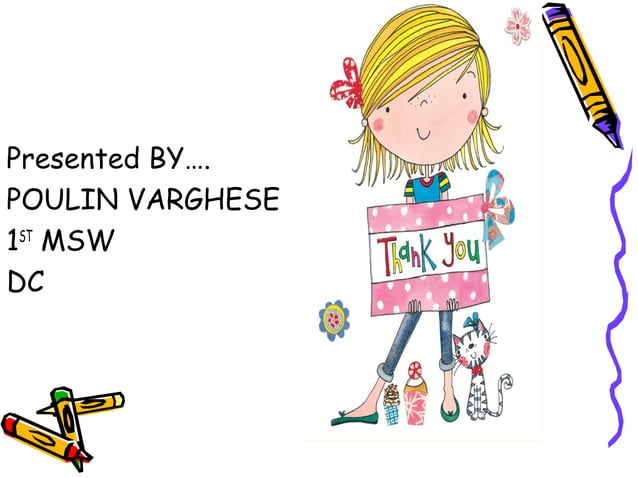 Presented BY....
POULIN VARGHESE
1ST MSW
DC
Thank you